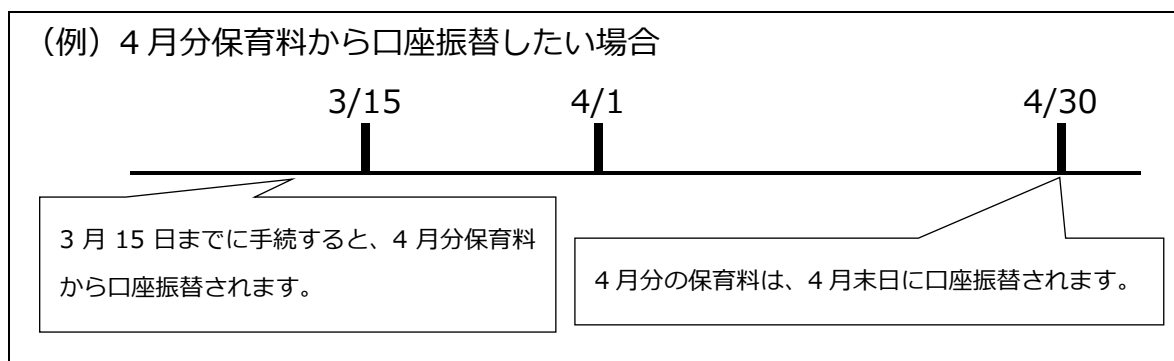 （例）４月分保育料から口座振替したい場合
3/15
4/1
4/30
3 月 15 日までに手続すると、4 月分保育料
から口座振替されます。
4 月分の保育料は、4 月末日に口座振替されます。